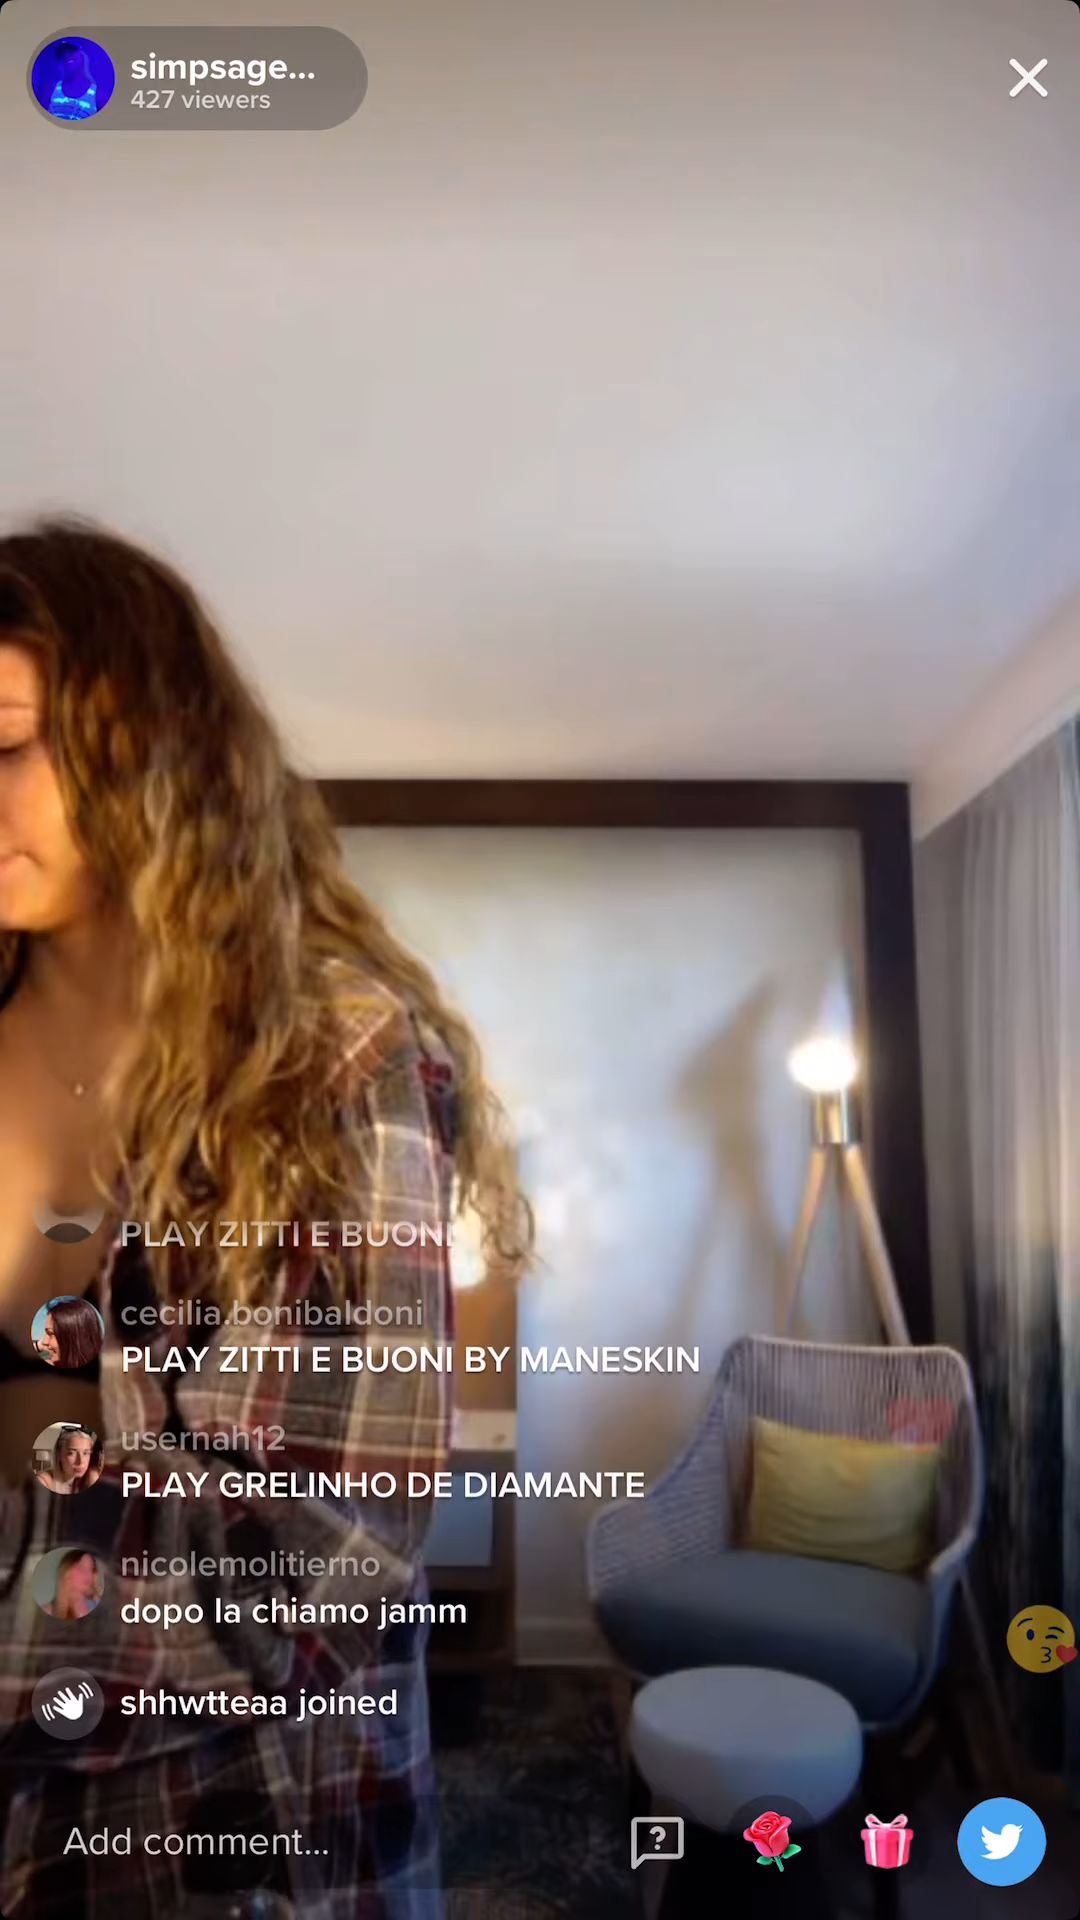 simpsage...
427 viewers
PLAY ZITTI E BUONI
cecilia.bonibaldoni
PLAY ZITTI E BUONI BY MANESKIN
usernah12
PLAY GRELINHO DE DIAMANTE
nicolemolitierno
dopo la chiamo jamm
shhwtteaa joined
Add comment...
?